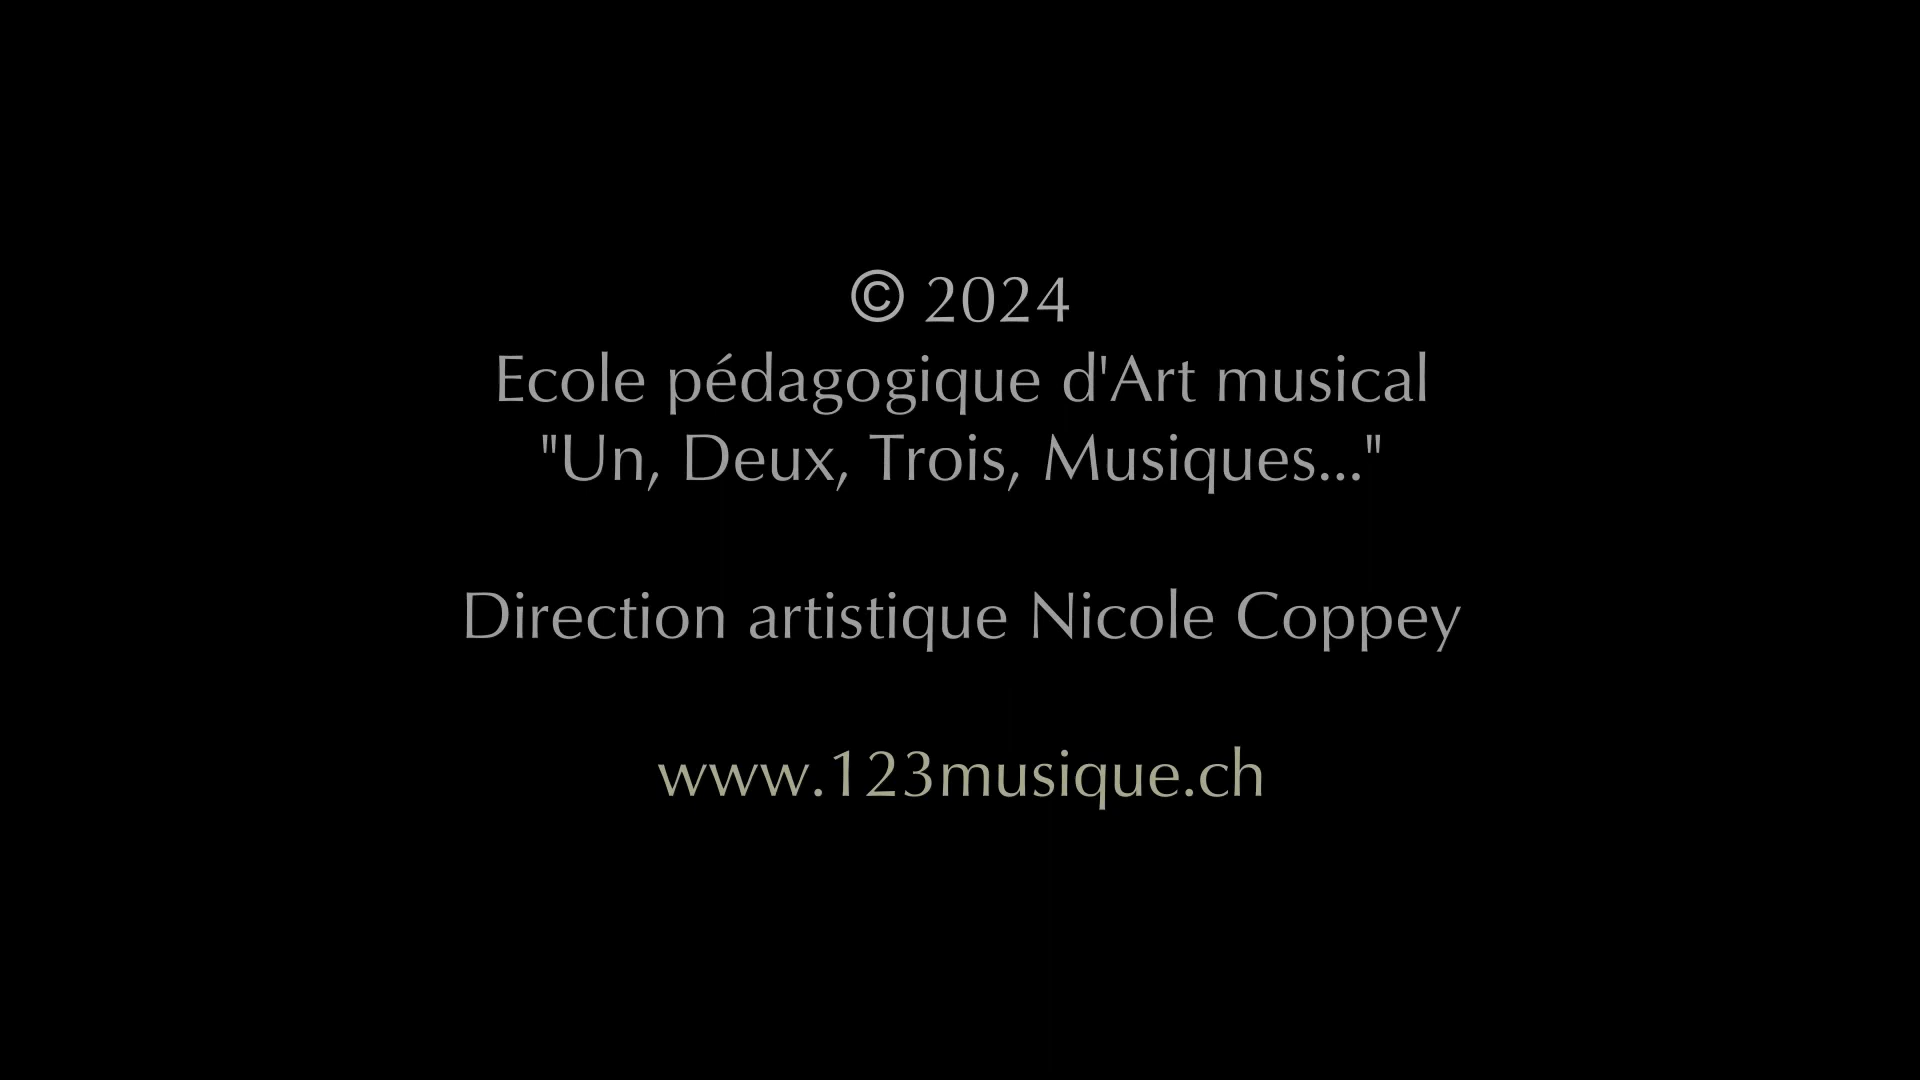 © 2024
Ecole pédagogique d'Art musical
"Un, Deux, Trois, Musiques..."
Direction artistique Nicole Coppey
www.123musique.ch